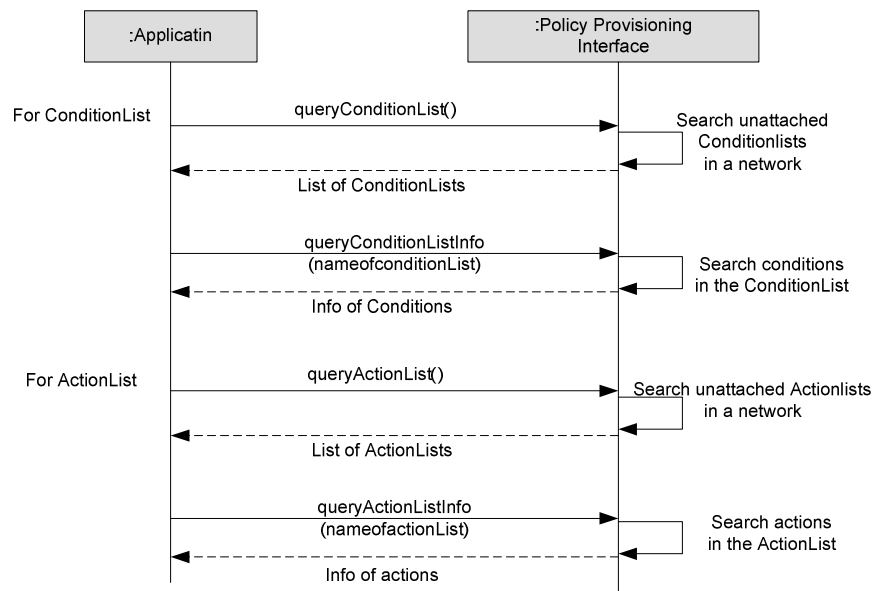 :Applicatin
:Policy Provisioning
Interface
For ConditionList
queryConditionList()
Search unattached
Conditionlists
in a network
List of ConditionLists
queryConditionListInfo
(nameofconditionList)
Search conditions
in the ConditionList
Info of Conditions
For ActionList
queryActionList()
Search unattached Actionlists
in a network
List of ActionLists
queryActionListInfo
(nameofactionList)
Search actions
in the ActionList
Info of actions